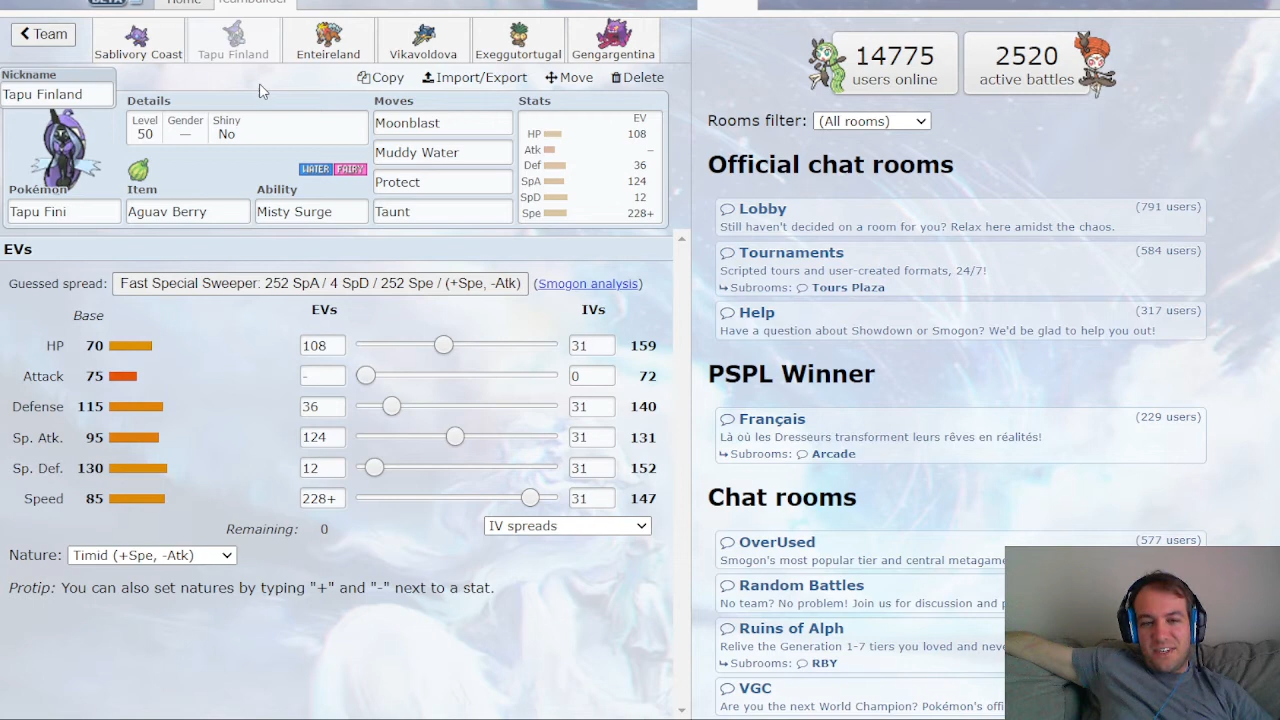 BETA
Home
Teambuilder
Team
Sablivory Coast
Tapu Finland
Enteireland
Vikavoldova
Exeggutortugal
Gengargentina
Nickname
Tapu Finland
Copy
Import/Export
Move
Delete
Details
Level
50
Gender
—
Shiny
No
WATER FAIRY
Pokémon
Tapu Fini
Item
Aguav Berry
Ability
Misty Surge
Moves
Moonblast
Muddy Water
Protect
Taunt
Stats
EV
HP 108
Atk –
Def 36
SpA 124
SpD 12
Spe 228+
EVs
Guessed spread: Fast Special Sweeper: 252 SpA / 4 SpD / 252 Spe / (+Spe, -Atk) (Smogon analysis)
Base EVs IVs
HP 70 108 31 159
Attack 75 - 0 72
Defense 115 36 31 140
Sp. Atk. 95 124 31 131
Sp. Def. 130 12 31 152
Speed 85 228+ 31 147
Remaining: 0
IV spreads
Nature: Timid (+Spe, -Atk)
Protip: You can also set natures by typing "+" and "-" next to a stat.
14775
users online
2520
active battles
Rooms filter: (All rooms)
Official chat rooms
Lobby (791 users)
Still haven't decided on a room for you? Relax here amidst the chaos.
Tournaments (584 users)
Scripted tours and user-created formats, 24/7!
↳ Subrooms: Tours Plaza
Help (317 users)
Have a question about Showdown or Smogon? We'd be glad to help you out!
PSPL Winner
Français (229 users)
Là où les Dresseurs transforment leurs rêves en réalités!
↳ Subrooms: Arcade
Chat rooms
OverUsed (577 users)
Smogon's most popular tier and central metagame
Random Battles
No team? No problem! Join us for discussion and
Ruins of Alph
Relive the Generation 1-7 tiers you loved and
↳ Subrooms: RBY
VGC
Are you the next World Champion? Pokémon's